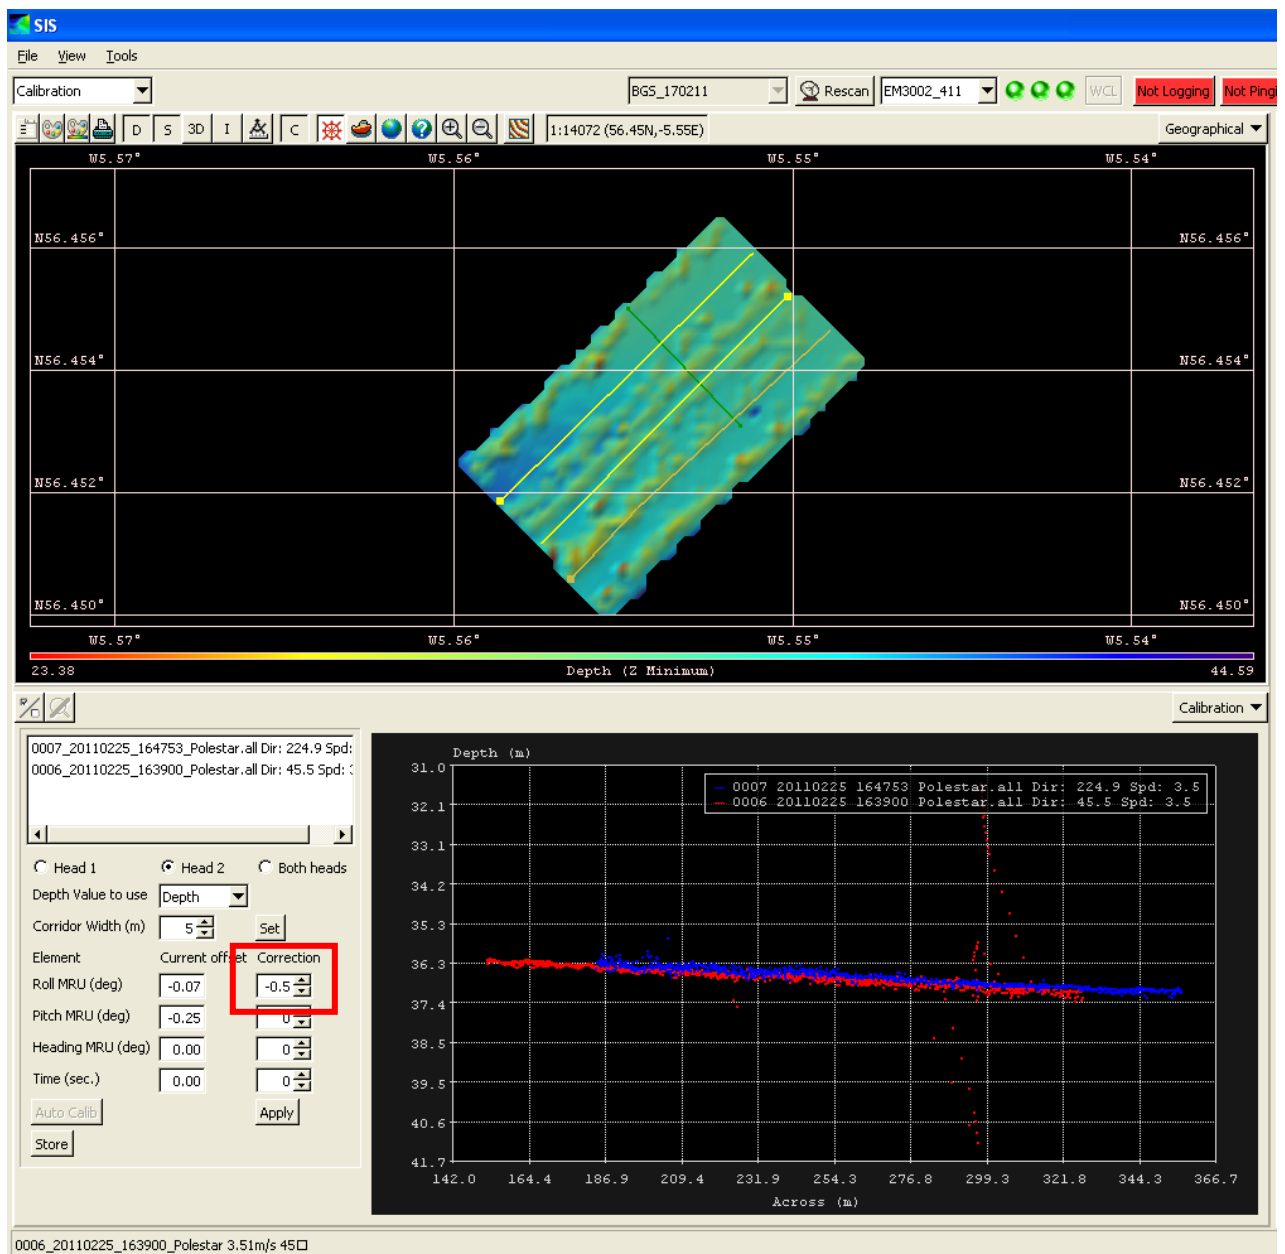 SIS
File View Tools
Calibration BGS_170211 Rescan EM3002_411 WCL Not Logging Not Pingi
D S 3D I C 1:14072 (56.45N,-5.55E) Geographical
W5.57° W5.56° W5.55° W5.54°
N56.456° N56.456°
N56.454° N56.454°
N56.452° N56.452°
N56.450° N56.450°
W5.57° W5.56° W5.55° W5.54°
23.38 Depth (Z Minimum) 44.59
Calibration
0007_20110225_164753_Polestar.all Dir: 224.9 Spd:
0006_20110225_163900_Polestar.all Dir: 45.5 Spd:
Head 1 Head 2 Both heads
Depth Value to use Depth
Corridor Width (m) 5 Set
Element Current offset Correction
Roll MRU (deg) -0.07 -0.5
Pitch MRU (deg) -0.25 0
Heading MRU (deg) 0.00 0
Time (sec.) 0.00 0
Auto Calib Apply
Store
Depth (m)
0007 20110225 164753 Polestar.all Dir: 224.9 Spd: 3.5
0006 20110225 163900 Polestar.all Dir: 45.5 Spd: 3.5
31.0
32.1
33.1
34.2
35.3
36.3
37.4
38.5
39.5
40.6
41.7
142.0 164.4 186.9 209.4 231.9 254.3 276.8 299.3 321.8 344.3 366.7
Across (m)
0006_20110225_163900_Polestar 3.51m/s 45□